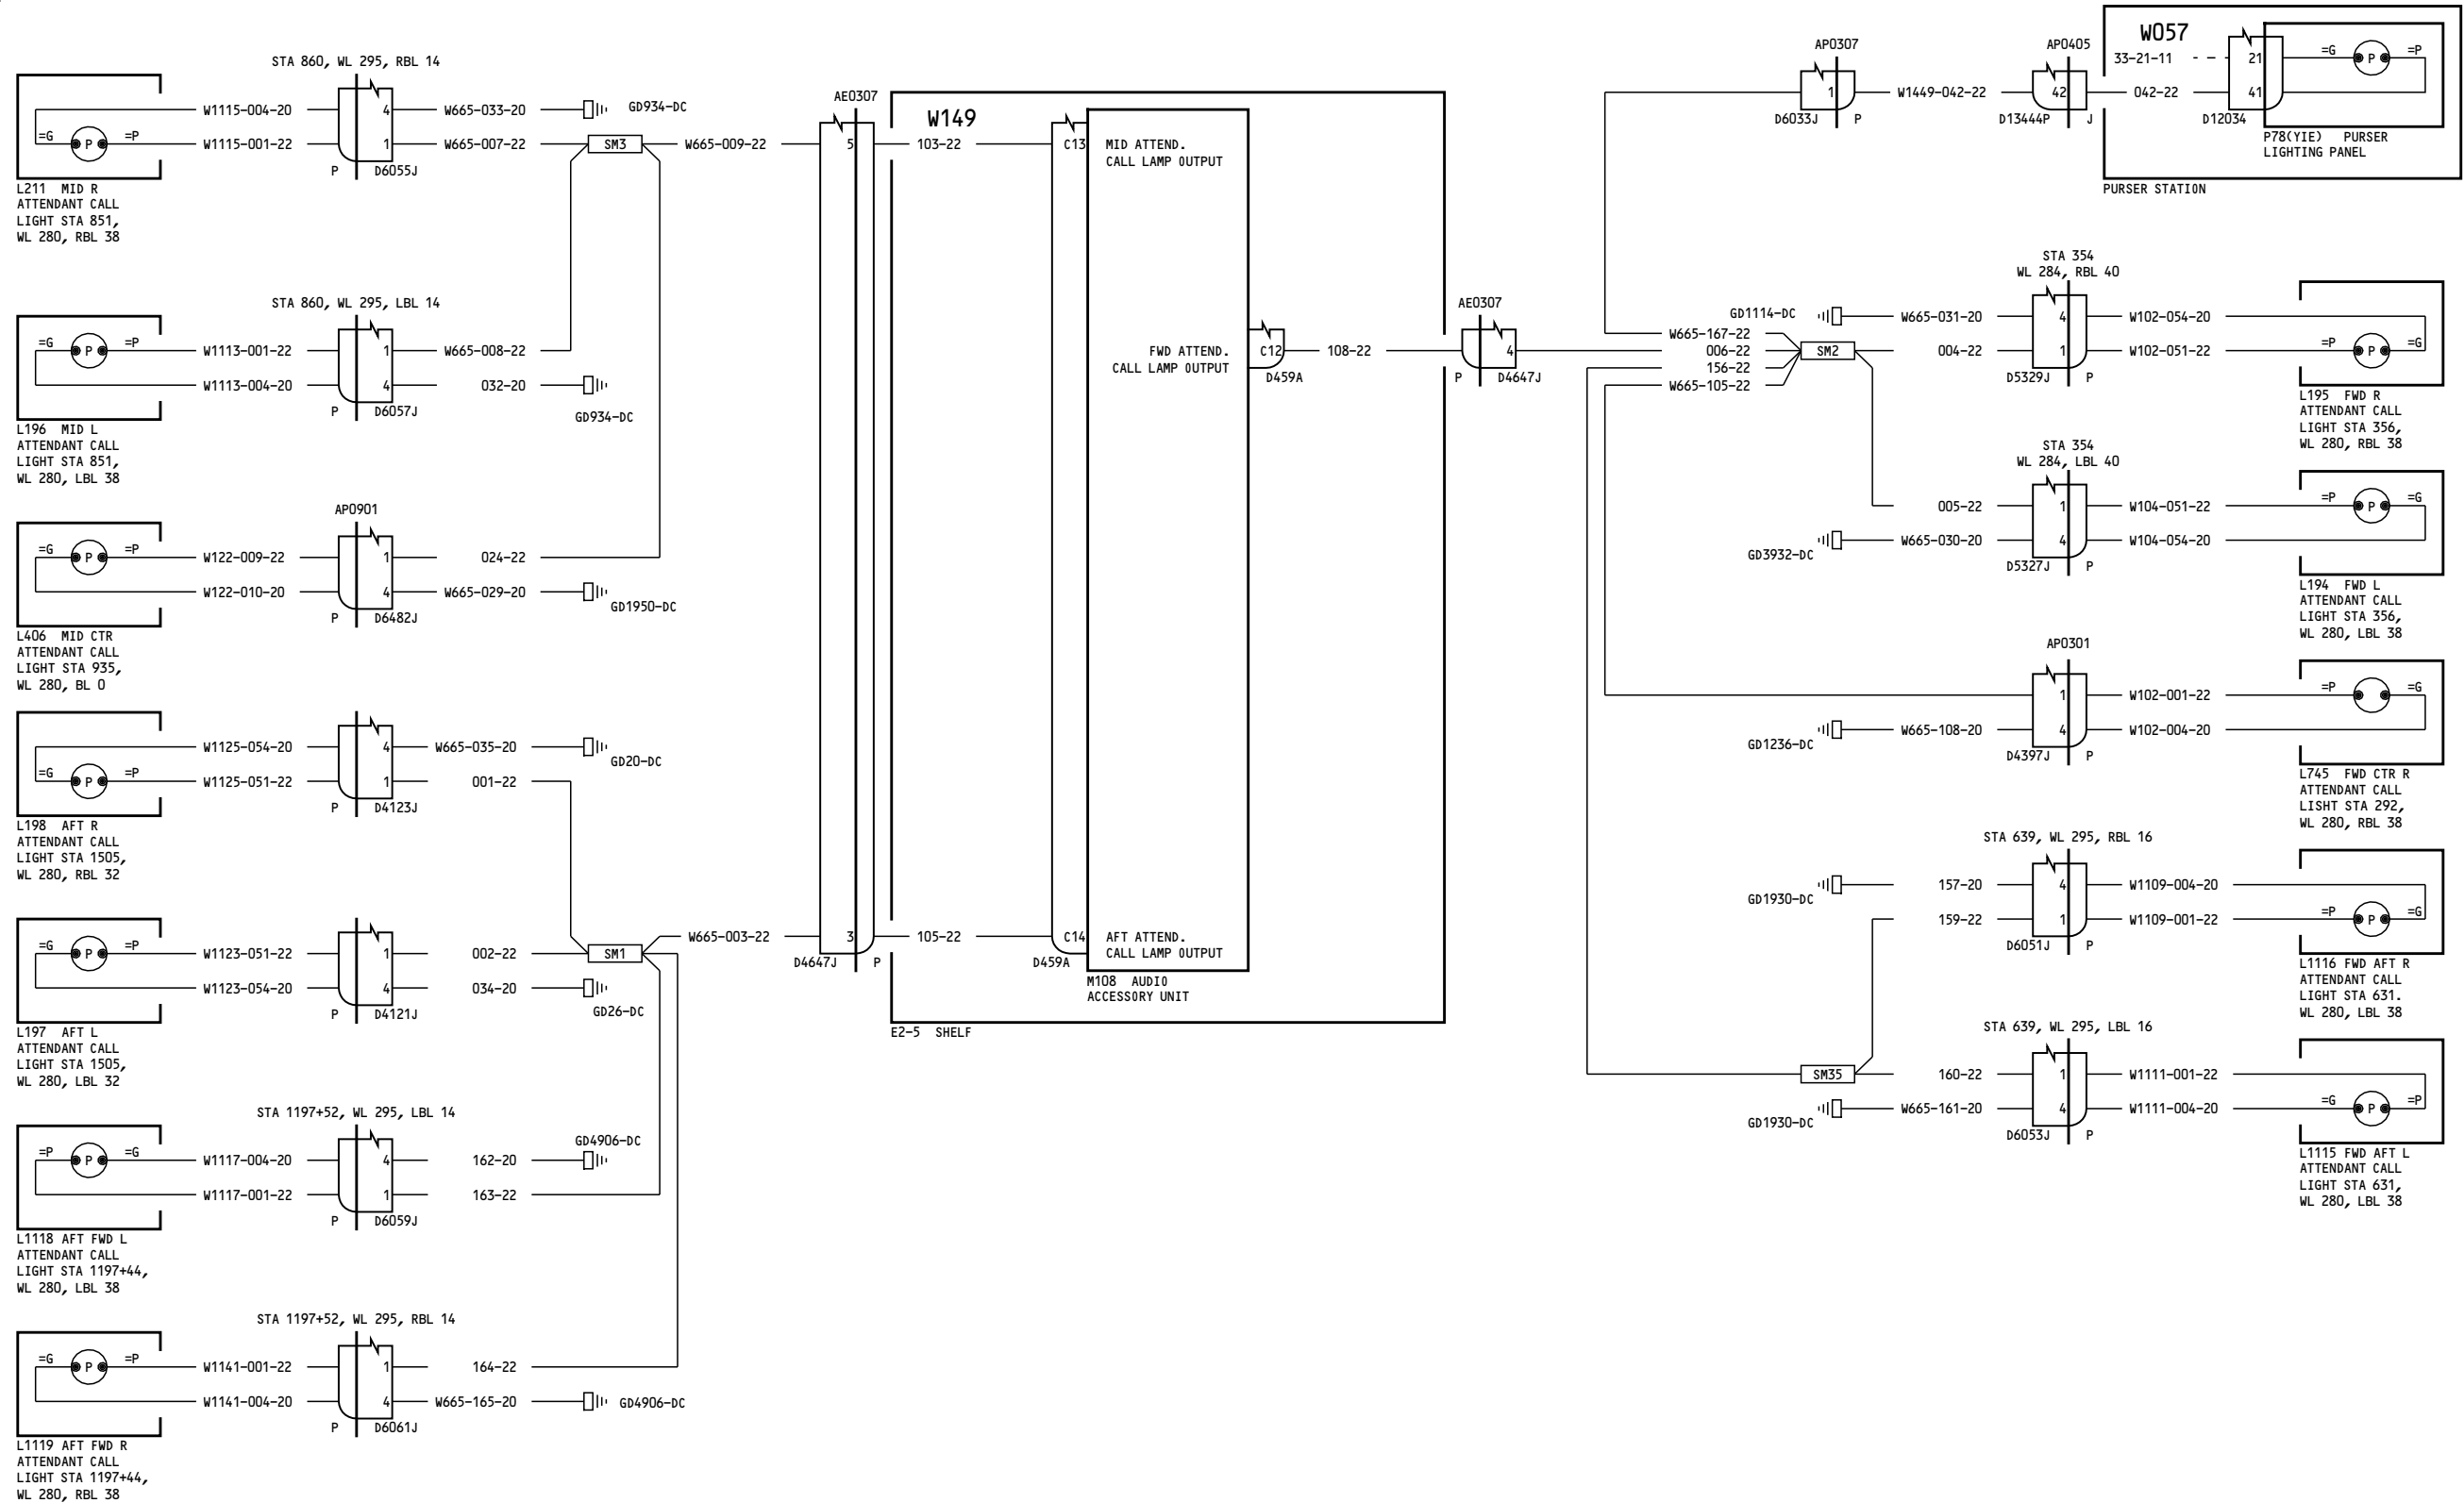 STA 860, WL 295, RBL 14
=G
P
=P
W1115-004-20
W1115-001-22
4
1
P
D6055J
W665-033-20
W665-007-22
GD934-DC
SM3
W665-009-22
L211 MID R
ATTENDANT CALL
LIGHT STA 851,
WL 280, RBL 38
STA 860, WL 295, LBL 14
=G
P
=P
W1113-001-22
W1113-004-20
1
4
P
D6057J
W665-008-22
032-20
GD934-DC
L196 MID L
ATTENDANT CALL
LIGHT STA 851,
WL 280, LBL 38
AP0901
=G
P
=P
W122-009-22
W122-010-20
1
4
P
D6482J
024-22
W665-029-20
GD1950-DC
L406 MID CTR
ATTENDANT CALL
LIGHT STA 935,
WL 280, BL 0
=G
P
=P
W1125-054-20
W1125-051-22
4
1
P
D4123J
W665-035-20
001-22
GD20-DC
L198 AFT R
ATTENDANT CALL
LIGHT STA 1505,
WL 280, RBL 32
=G
P
=P
W1123-051-22
W1123-054-20
1
4
P
D4121J
002-22
034-20
SM1
GD26-DC
W665-003-22
L197 AFT L
ATTENDANT CALL
LIGHT STA 1505,
WL 280, LBL 32
STA 1197+52, WL 295, LBL 14
=P
P
=G
W1117-004-20
W1117-001-22
4
1
P
D6059J
162-20
163-22
GD4906-DC
L1118 AFT FWD L
ATTENDANT CALL
LIGHT STA 1197+44,
WL 280, LBL 38
STA 1197+52, WL 295, RBL 14
=G
P
=P
W1141-001-22
W1141-004-20
1
4
P
D6061J
164-22
W665-165-20
GD4906-DC
L1119 AFT FWD R
ATTENDANT CALL
LIGHT STA 1197+44,
WL 280, RBL 38
AE0307
5
3
D4647J
P
W149
103-22
105-22
C13
C14
D459A
MID ATTEND.
CALL LAMP OUTPUT
FWD ATTEND.
CALL LAMP OUTPUT
AFT ATTEND.
CALL LAMP OUTPUT
M108 AUDIO
ACCESSORY UNIT
E2-5 SHELF
C12
D459A
108-22
AE0307
4
P
D4647J
AP0307
1
D6033J
P
W1449-042-22
AP0405
42
D13444P
J
W057
33-21-11
042-22
21
41
D12034
=G
P
=P
P78(YIE) PURSER
LIGHTING PANEL
PURSER STATION
GD1114-DC
W665-167-22
006-22
156-22
W665-105-22
SM2
STA 354
WL 284, RBL 40
W665-031-20
004-22
4
1
D5329J
P
W102-054-20
W102-051-22
=P
P
=G
L195 FWD R
ATTENDANT CALL
LIGHT STA 356,
WL 280, RBL 38
STA 354
WL 284, LBL 40
005-22
W665-030-20
GD3932-DC
1
4
D5327J
P
W104-051-22
W104-054-20
=P
P
=G
L194 FWD L
ATTENDANT CALL
LIGHT STA 356,
WL 280, LBL 38
AP0301
GD1236-DC
W665-108-20
1
4
D4397J
P
W102-001-22
W102-004-20
=P
=G
L745 FWD CTR R
ATTENDANT CALL
LISHT STA 292,
WL 280, RBL 38
STA 639, WL 295, RBL 16
GD1930-DC
157-20
159-22
4
1
D6051J
P
W1109-004-20
W1109-001-22
=P
P
=G
L1116 FWD AFT R
ATTENDANT CALL
LIGHT STA 631.
WL 280, LBL 38
STA 639, WL 295, LBL 16
SM35
160-22
W665-161-20
GD1930-DC
1
4
D6053J
P
W1111-001-22
W1111-004-20
=G
P
=P
L1115 FWD AFT L
ATTENDANT CALL
LIGHT STA 631,
WL 280, LBL 38